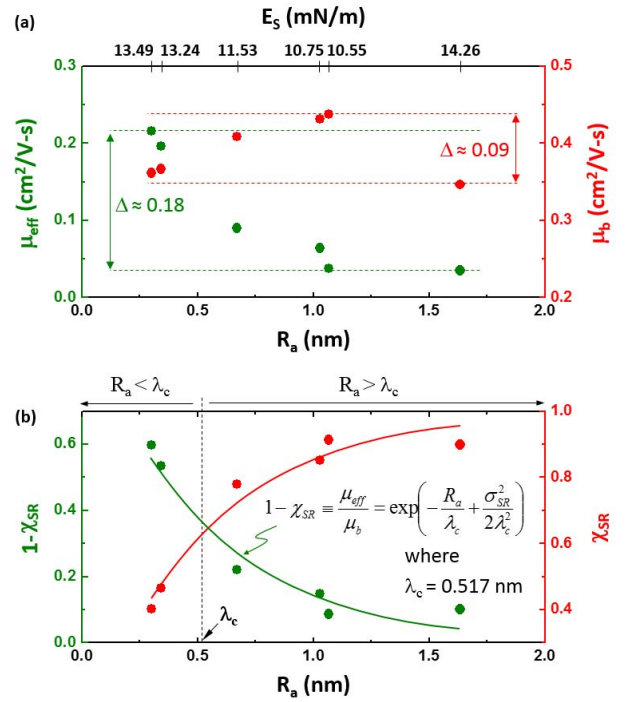 (a)
E_S (mN/m)
13.49 13.24 11.53 10.75 10.55 14.26
0.3 0.5
0.2 0.4
0.1 0.3
0.0 0.2
μ_eff (cm²/V-s)
μ_b (cm²/V-s)
Δ ≈ 0.18
Δ ≈ 0.09
0.0 0.5 1.0 1.5 2.0
R_a (nm)
(b)
R_a < λ_c R_a > λ_c
0.6 1.0
0.4 0.8
0.2 0.6
0.0 0.4
1-χ_SR
χ_SR
1 − χ_SR ≡ μ_eff/μ_b = exp(−R_a/λ_c + σ²_SR/2λ²_c)
where
λ_c = 0.517 nm
λ_c
0.0 0.5 1.0 1.5 2.0
R_a (nm)